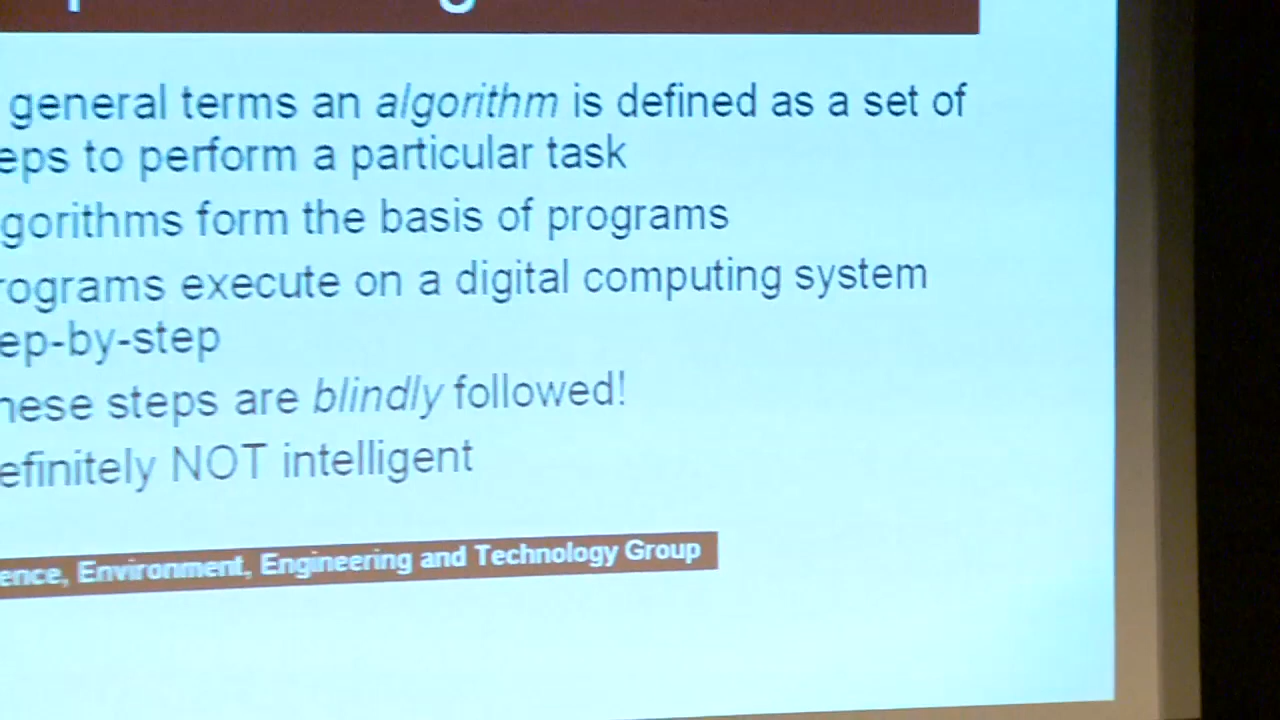 general terms an algorithm is defined as a set of
eps to perform a particular task
gorithms form the basis of programs
rograms execute on a digital computing system
ep-by-step
hese steps are blindly followed!
efinitely NOT intelligent
ence, Environment, Engineering and Technology Group